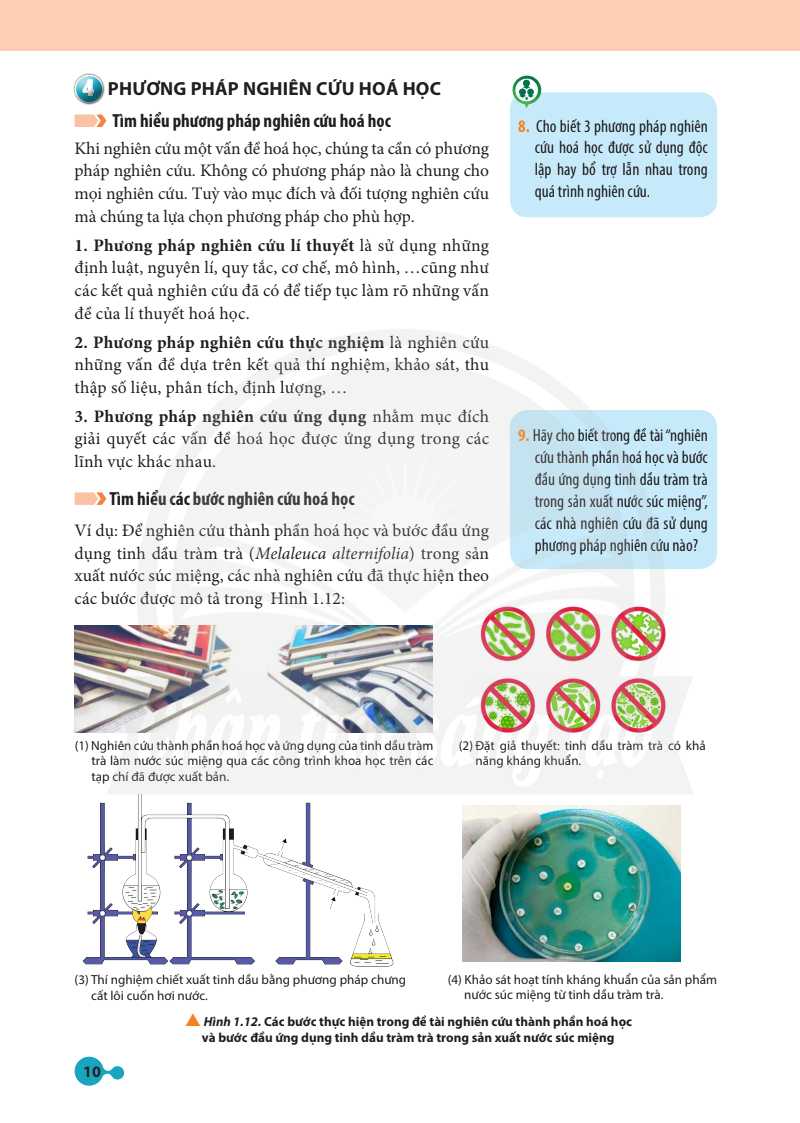 4 PHƯƠNG PHÁP NGHIÊN CỨU HOÁ HỌC
Tìm hiểu phương pháp nghiên cứu hoá học
Khi nghiên cứu một vấn đề hoá học, chúng ta cần có phương
pháp nghiên cứu. Không có phương pháp nào là chung cho
mọi nghiên cứu. Tuỳ vào mục đích và đối tượng nghiên cứu
mà chúng ta lựa chọn phương pháp cho phù hợp.
1. Phương pháp nghiên cứu lí thuyết là sử dụng những
định luật, nguyên lí, quy tắc, cơ chế, mô hình, …cũng như
các kết quả nghiên cứu đã có để tiếp tục làm rõ những vấn
đề của lí thuyết hoá học.
2. Phương pháp nghiên cứu thực nghiệm là nghiên cứu
những vấn đề dựa trên kết quả thí nghiệm, khảo sát, thu
thập số liệu, phân tích, định lượng, …
3. Phương pháp nghiên cứu ứng dụng nhằm mục đích
giải quyết các vấn đề hoá học được ứng dụng trong các
lĩnh vực khác nhau.
8. Cho biết 3 phương pháp nghiên
cứu hoá học được sử dụng độc
lập hay bổ trợ lẫn nhau trong
quá trình nghiên cứu.
Tìm hiểu các bước nghiên cứu hoá học
Ví dụ: Để nghiên cứu thành phần hoá học và bước đầu ứng
dụng tinh dầu tràm trà (Melaleuca alternifolia) trong sản
xuất nước súc miệng, các nhà nghiên cứu đã thực hiện theo
các bước được mô tả trong Hình 1.12:
9. Hãy cho biết trong đề tài “nghiên
cứu thành phần hoá học và bước
đầu ứng dụng tinh dầu tràm trà
trong sản xuất nước súc miệng”,
các nhà nghiên cứu đã sử dụng
phương pháp nghiên cứu nào?
(1) Nghiên cứu thành phần hoá học và ứng dụng của tinh dầu tràm
trà làm nước súc miệng qua các công trình khoa học trên các
tạp chí đã được xuất bản.
(2) Đặt giả thuyết: tinh dầu tràm trà có khả
năng kháng khuẩn.
(3) Thí nghiệm chiết xuất tinh dầu bằng phương pháp chưng
cất lôi cuốn hơi nước.
(4) Khảo sát hoạt tính kháng khuẩn của sản phẩm
nước súc miệng từ tinh dầu tràm trà.
Hình 1.12. Các bước thực hiện trong đề tài nghiên cứu thành phần hoá học
và bước đầu ứng dụng tinh dầu tràm trà trong sản xuất nước súc miệng
10